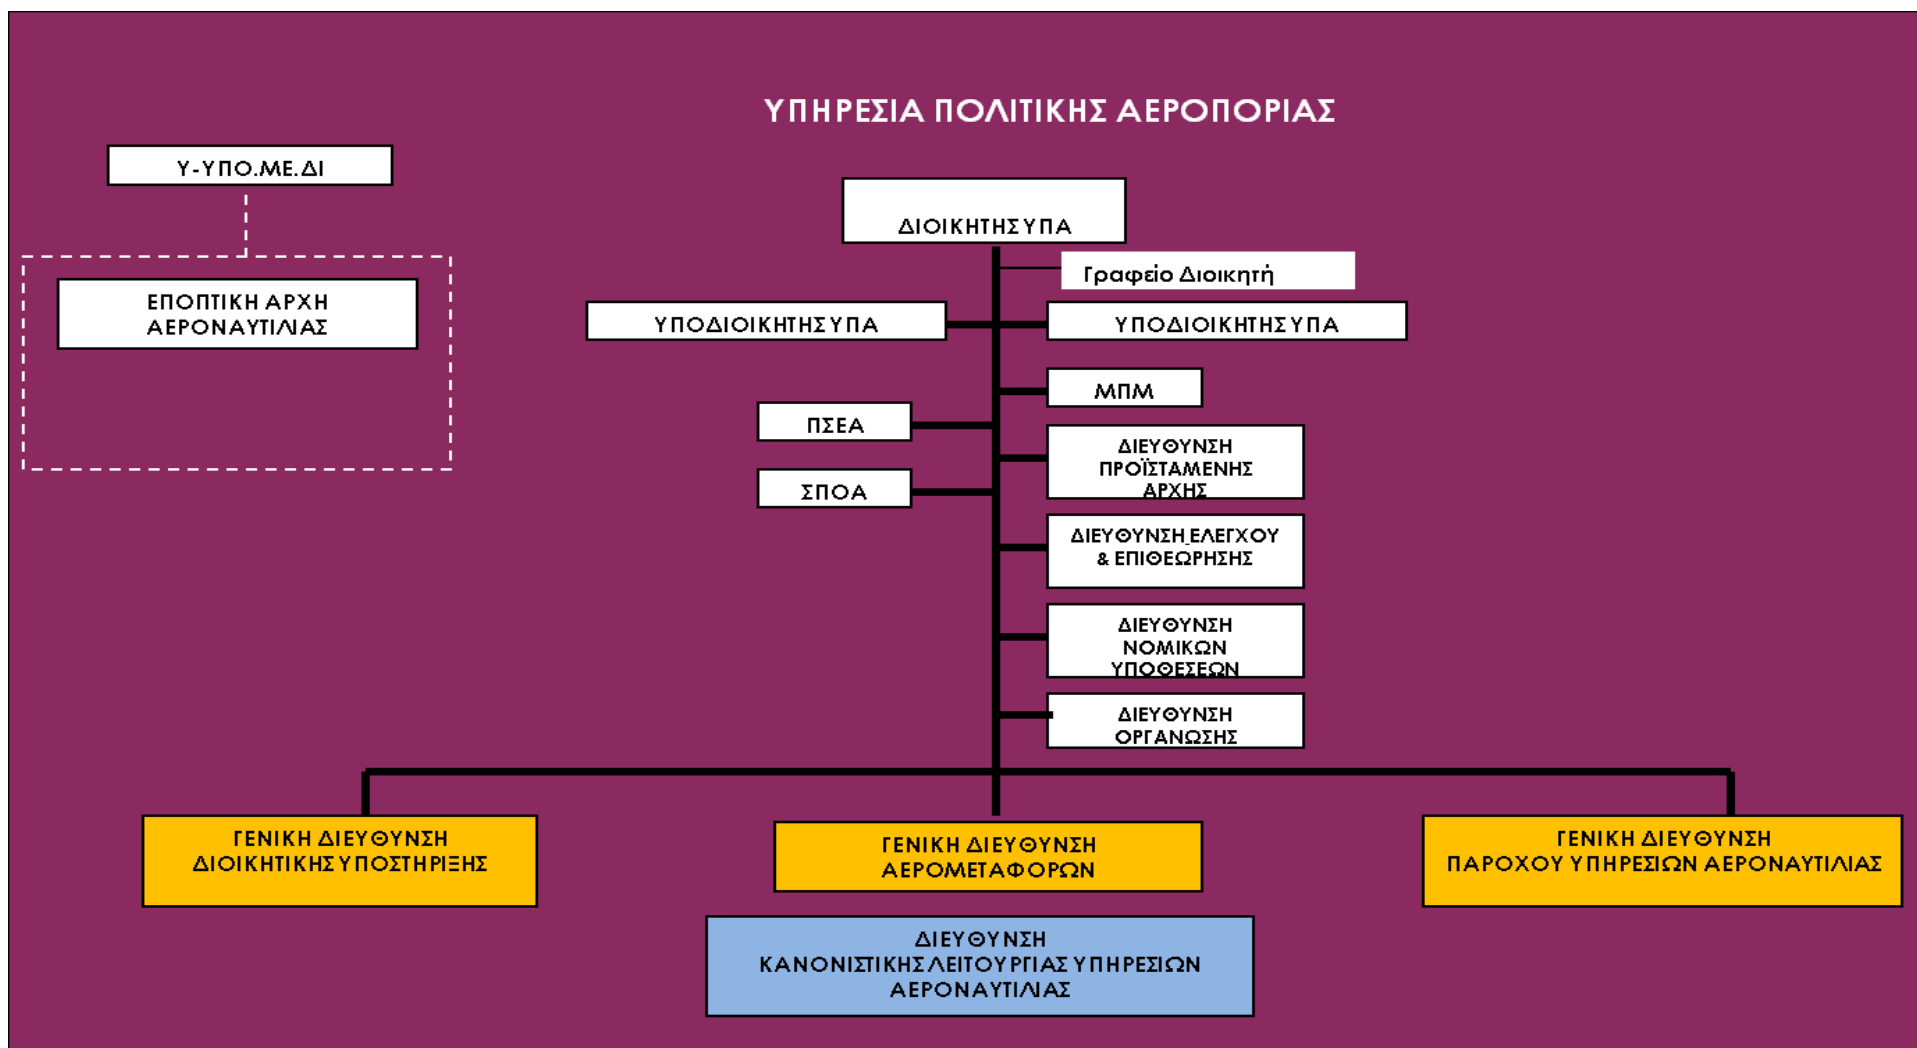 ΥΠΗΡΕΣΙΑ ΠΟΛΙΤΙΚΗΣ ΑΕΡΟΠΟΡΙΑΣ
Υ-ΥΠΟ.ΜΕ.ΔΙ
ΕΠΟΠΤΙΚΗ ΑΡΧΗ
ΑΕΡΟΝΑΥΤΙΛΙΑΣ
ΔΙΟΙΚΗΤΗΣ ΥΠΑ
Γραφείο Διοικητή
ΥΠΟΔΙΟΙΚΗΤΗΣ ΥΠΑ
ΥΠΟΔΙΟΙΚΗΤΗΣ ΥΠΑ
ΜΠΜ
ΠΣΕΑ
ΔΙΕΥΘΥΝΣΗ
ΠΡΟΪΣΤΑΜΕΝΗΣ
ΑΡΧΗΣ
ΣΠΟΑ
ΔΙΕΥΘΥΝΣΗ ΕΛΕΓΧΟΥ
& ΕΠΙΘΕΩΡΗΣΗΣ
ΔΙΕΥΘΥΝΣΗ
ΝΟΜΙΚΩΝ
ΥΠΟΘΕΣΕΩΝ
ΔΙΕΥΘΥΝΣΗ
ΟΡΓΑΝΩΣΗΣ
ΓΕΝΙΚΗ ΔΙΕΥΘΥΝΣΗ
ΔΙΟΙΚΗΤΙΚΗΣ ΥΠΟΣΤΗΡΙΞΗΣ
ΓΕΝΙΚΗ ΔΙΕΥΘΥΝΣΗ
ΑΕΡΟΜΕΤΑΦΟΡΩΝ
ΓΕΝΙΚΗ ΔΙΕΥΘΥΝΣΗ
ΠΑΡΟΧΟΥ ΥΠΗΡΕΣΙΩΝ ΑΕΡΟΝΑΥΤΙΛΙΑΣ
ΔΙΕΥΘΥΝΣΗ
ΚΑΝΟΝΙΣΤΙΚΗΣ ΛΕΙΤΟΥΡΓΙΑΣ ΥΠΗΡΕΣΙΩΝ
ΑΕΡΟΝΑΥΤΙΛΙΑΣ